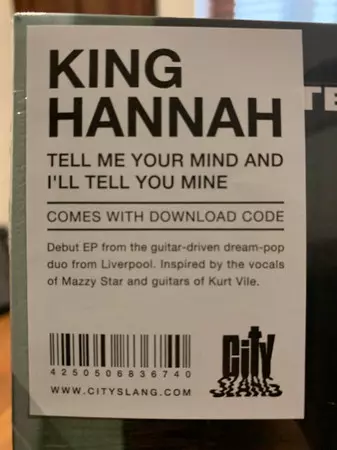 KING
HANNAH
TE
TELL ME YOUR MIND AND
I'LL TELL YOU MINE
COMES WITH DOWNLOAD CODE
Debut EP from the guitar-driven dream-pop
duo from Liverpool. Inspired by the vocals
of Mazzy Star and guitars of Kurt Vile.
4250506836740
WWW.CITYSLANG.COM
CITY
SLANG